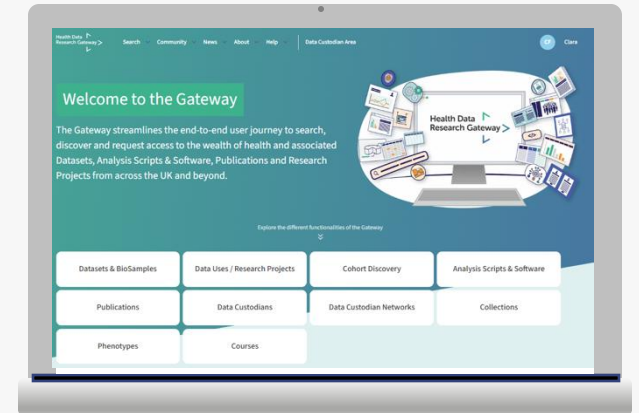 Health Data
Research Gateway >
Search
Community
News
About
Help
Data Custodian Area
CF
Clara
Welcome to the Gateway
The Gateway streamlines the end-to-end user journey to search,
discover and request access to the wealth of health and associated
Datasets, Analysis Scripts & Software, Publications and Research
Projects from across the UK and beyond.
Health Data
Research Gateway >
Explore the different functionalities of the Gateway
Datasets & BioSamples
Data Uses / Research Projects
Cohort Discovery
Analysis Scripts & Software
Publications
Data Custodians
Data Custodian Networks
Collections
Phenotypes
Courses